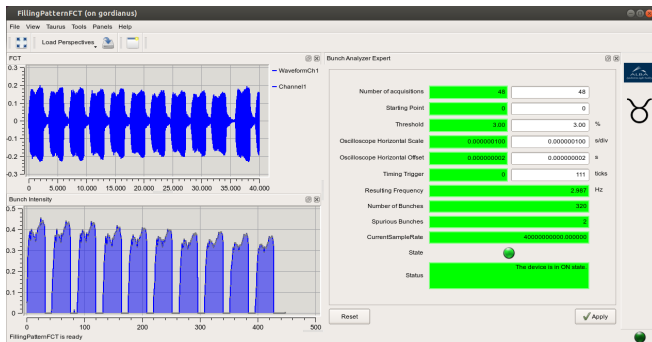 FillingPatternFCT (on gordianus)
File View Taurus Tools Panels Help
Load Perspectives
FCT
0.3
0.2
0.1
0
-0.1
-0.2
-0.3
0 5.000 10.000 15.000 20.000 25.000 30.000 35.000 40.000
WaveformCh1
Channel1
Bunch Intensity
0.5
0.4
0.3
0.2
0.1
0
0 100 200 300 400 500
FillingPatternFCT is ready
Bunch Analyzer Expert
Number of acquisitions 48 48
Starting Point 0 0
Threshold 3.00 3.00 %
Oscilloscope Horizontal Scale 0.000000100 0.000000100 s/div
Oscilloscope Horizontal Offset 0.000000002 0.000000002 s
Timing Trigger 0 111 ticks
Resulting Frequency 2.987 Hz
Number of Bunches 320
Spurious Bunches 2
CurrentSampleRate 40000000000.000000
State
Status The device is in ON state.
Reset Apply
ALBA